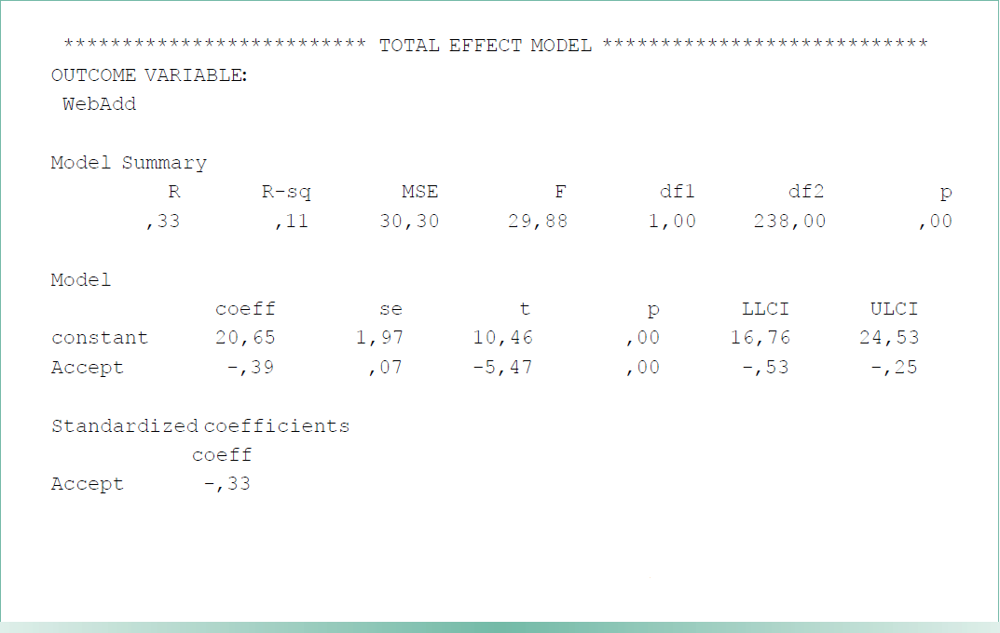 ************************** TOTAL EFFECT MODEL ****************************
OUTCOME VARIABLE:
WebAdd
Model Summary
R R-sq MSE F df1 df2 p
,33 ,11 30,30 29,88 1,00 238,00 ,00
Model
coeff se t p LLCI ULCI
constant 20,65 1,97 10,46 ,00 16,76 24,53
Accept -,39 ,07 -5,47 ,00 -,53 -,25
Standardized coefficients
coeff
Accept -,33